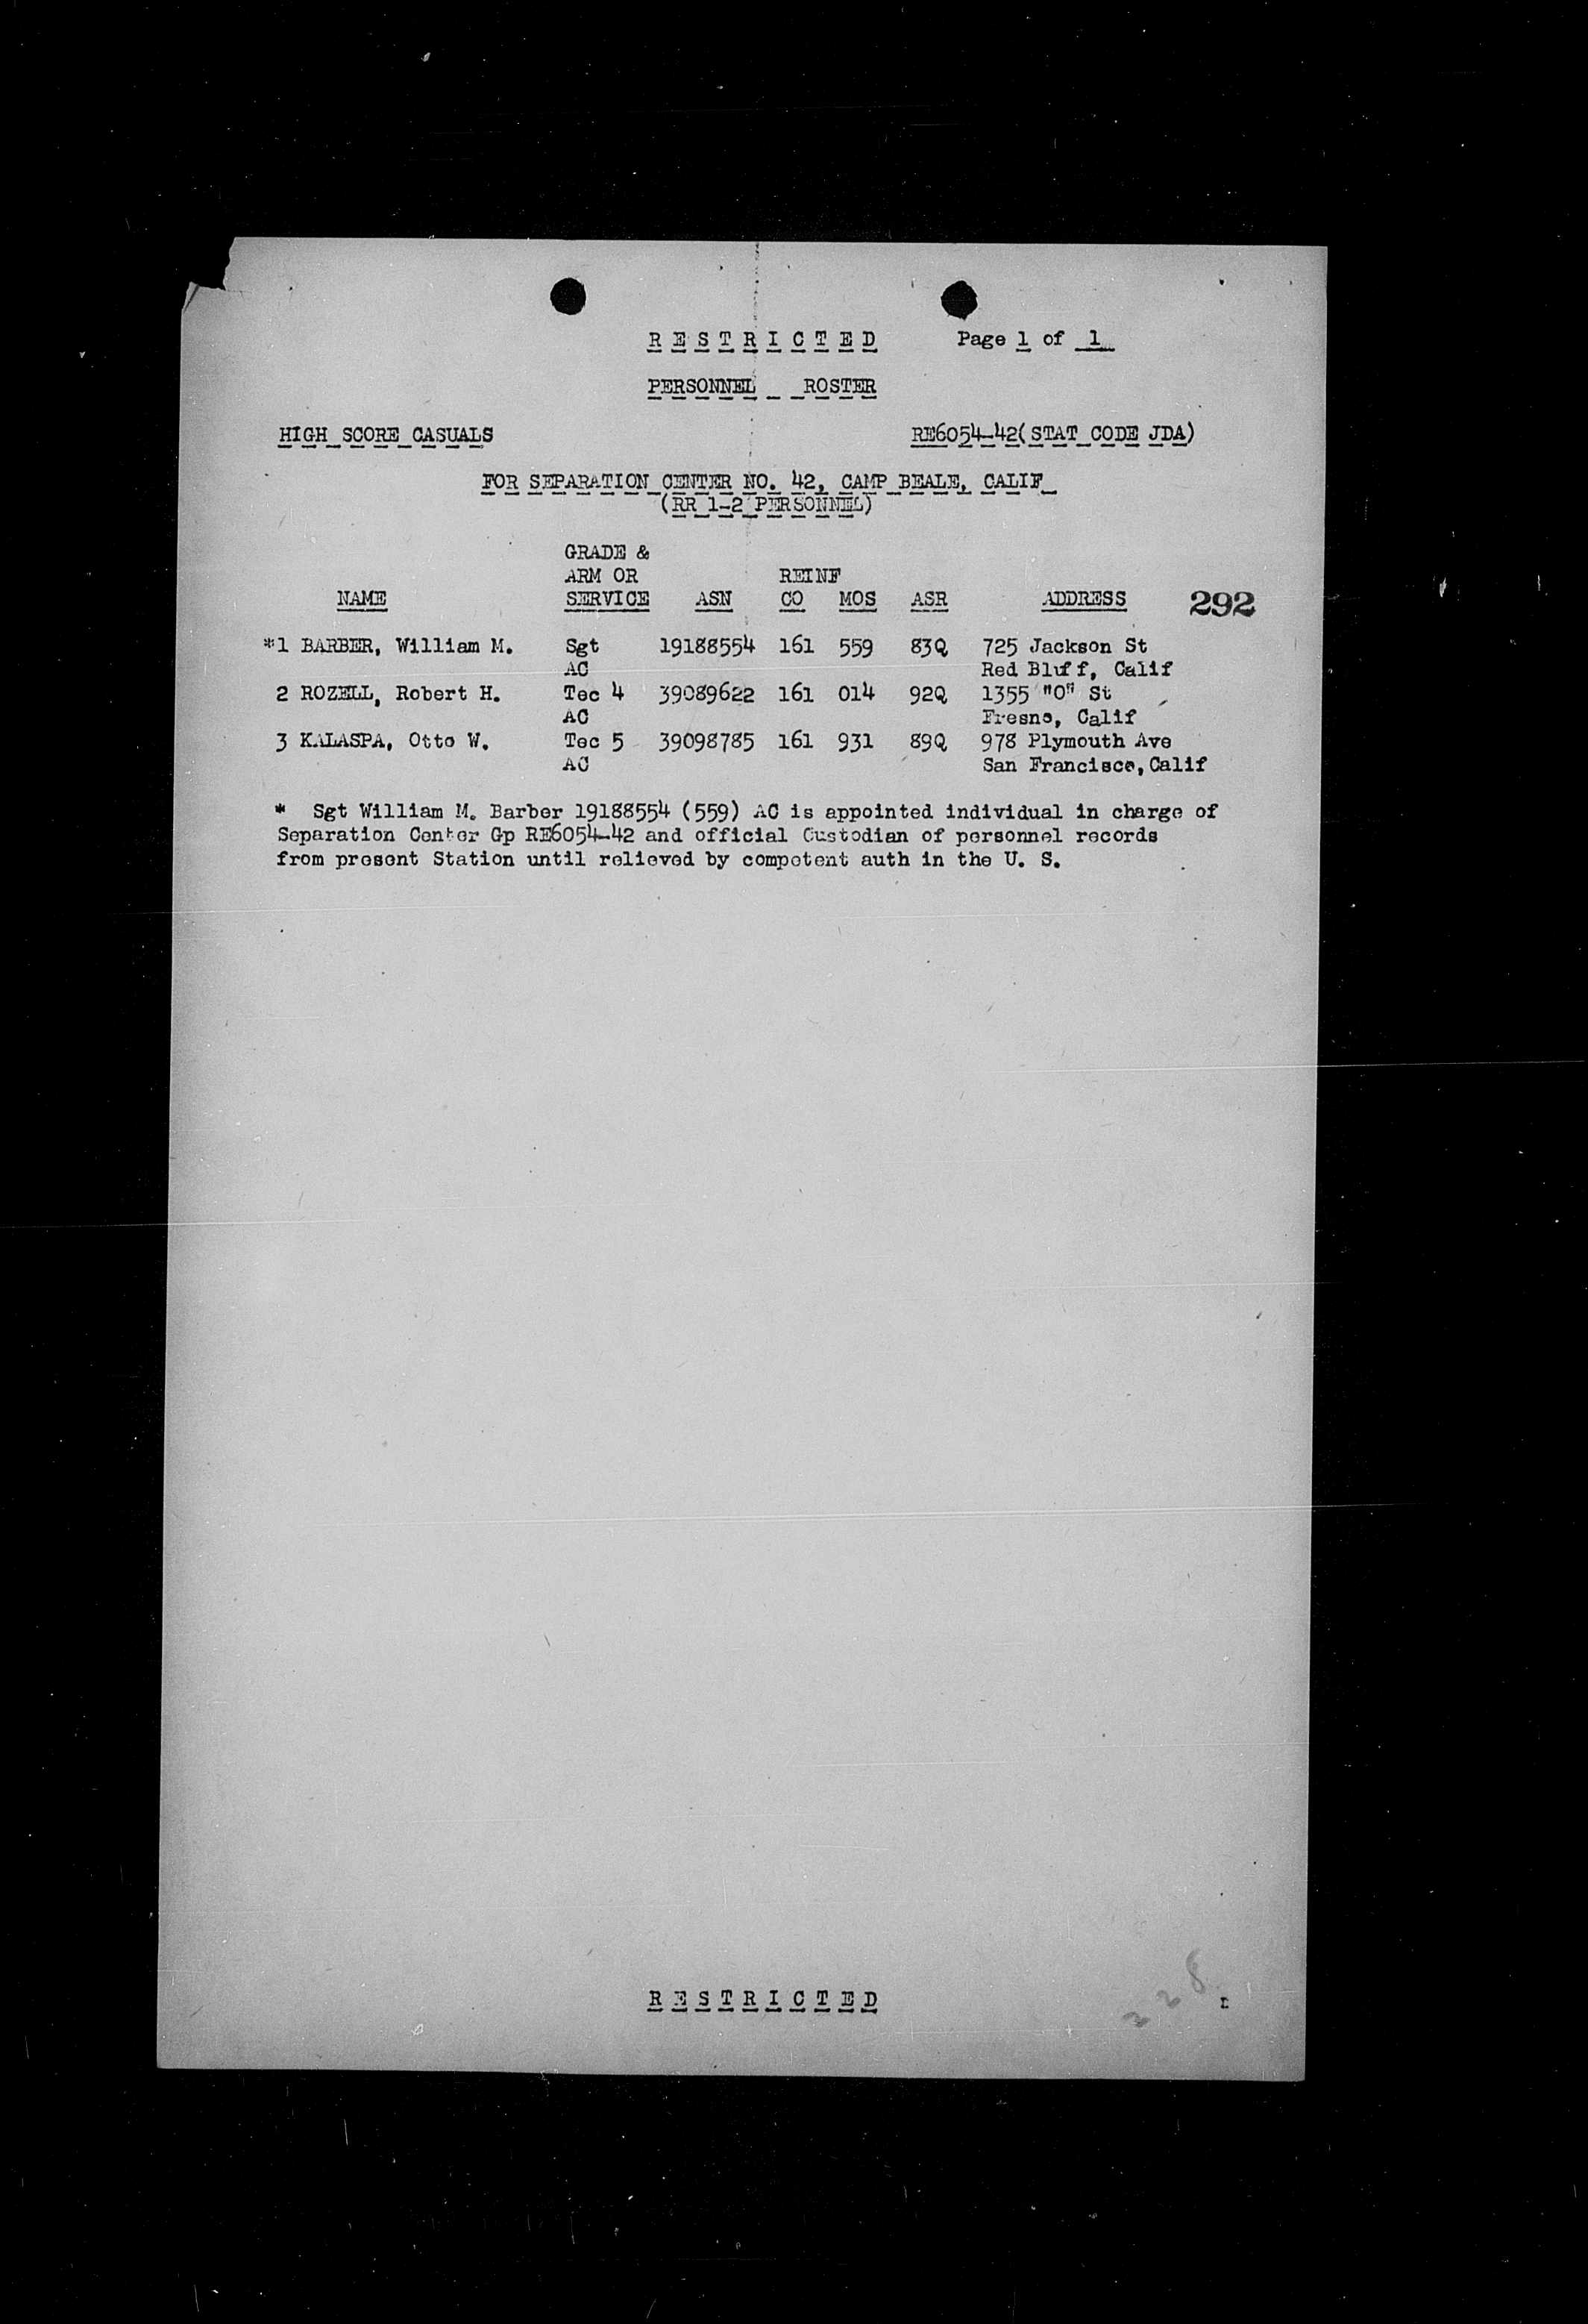 R E S T R I C T E D Page 1 of 1
PERSONNEL ROSTER
HIGH SCORE CASUALS RE6054-42(STAT CODE JDA)
FOR SEPARATION CENTER NO. 42, CAMP BEALE, CALIF
(RR 1-2 PERSONNEL)
GRADE &
ARM OR REINF
NAME SERVICE ASN CO MOS ASR ADDRESS 292
*1 BARBER, William M. Sgt 19188554 161 559 83Q 725 Jackson St
AC Red Bluff, Calif
2 ROZELL, Robert H. Tec 4 39089622 161 014 92Q 1355 "O" St
AC Fresno, Calif
3 KALASPA, Otto W. Tec 5 39098785 161 931 89Q 978 Plymouth Ave
AC San Francisco, Calif
* Sgt William M. Barber 19188554 (559) AC is appointed individual in charge of
Separation Center Gp RE6054-42 and official Custodian of personnel records
from present Station until relieved by competent auth in the U. S.
228
R E S T R I C T E D